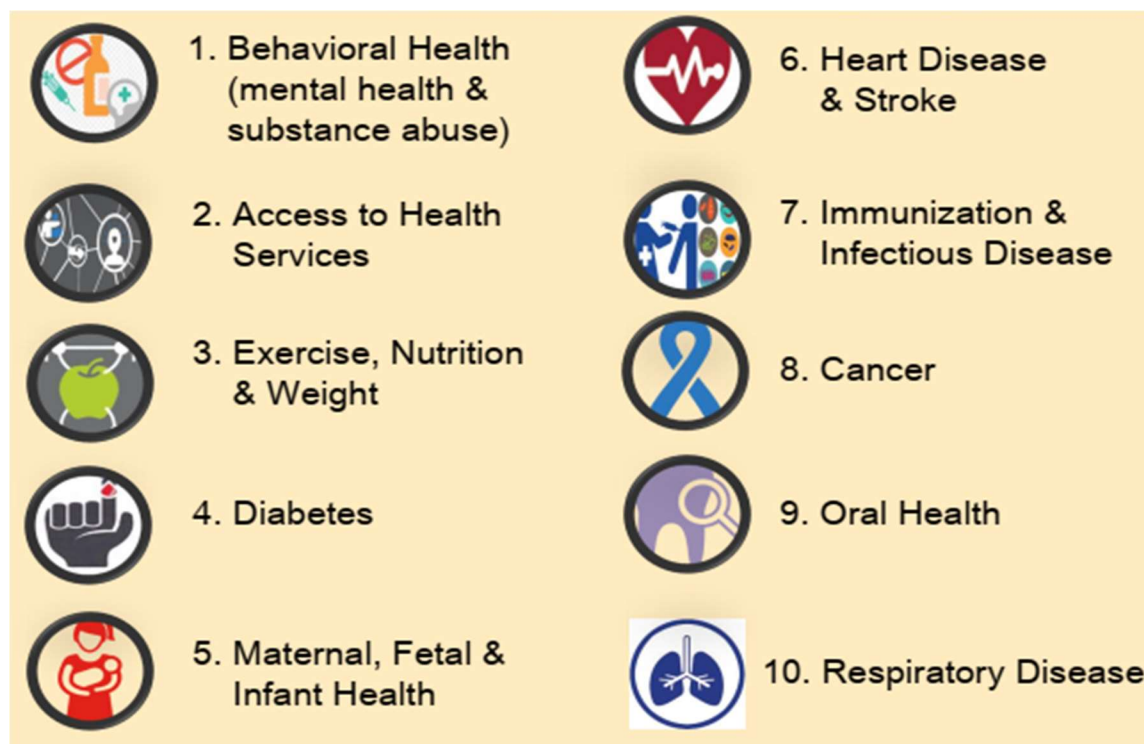 1. Behavioral Health
(mental health &
substance abuse)
2. Access to Health
Services
3. Exercise, Nutrition
& Weight
4. Diabetes
5. Maternal, Fetal &
Infant Health
6. Heart Disease
& Stroke
7. Immunization &
Infectious Disease
8. Cancer
9. Oral Health
10. Respiratory Disease